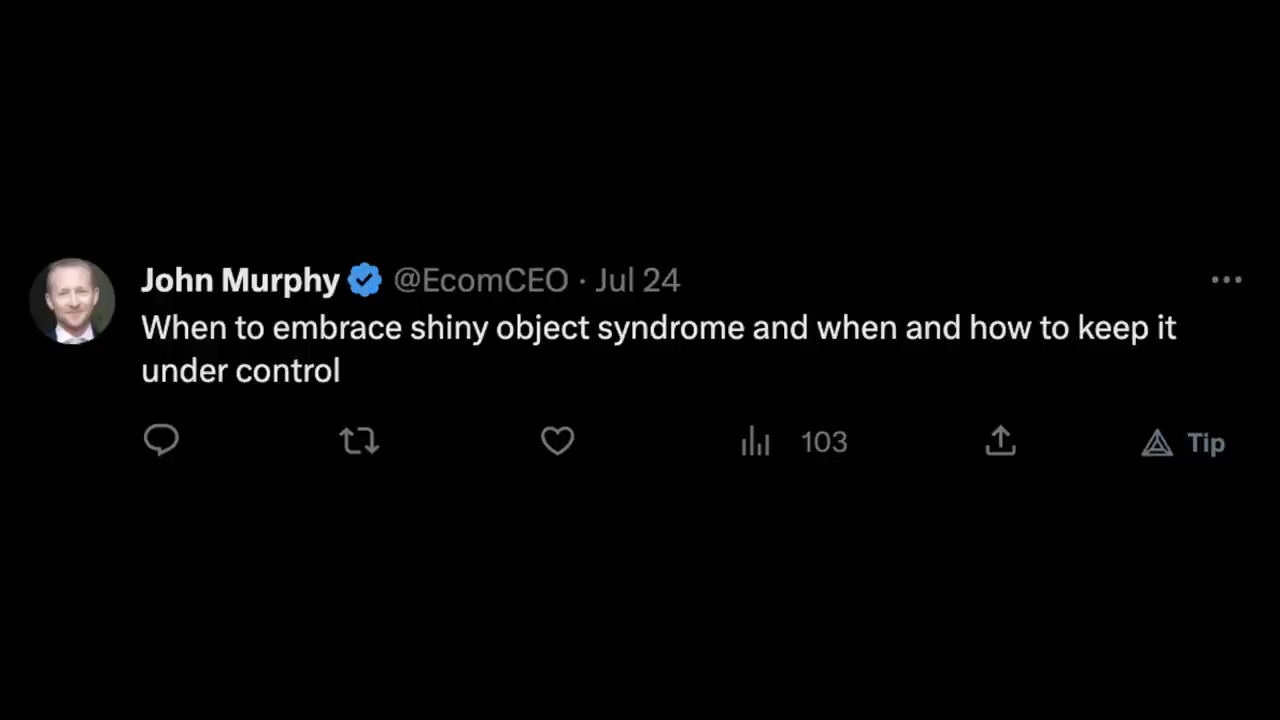 John Murphy @EcomCEO · Jul 24
When to embrace shiny object syndrome and when and how to keep it
under control
103 Tip